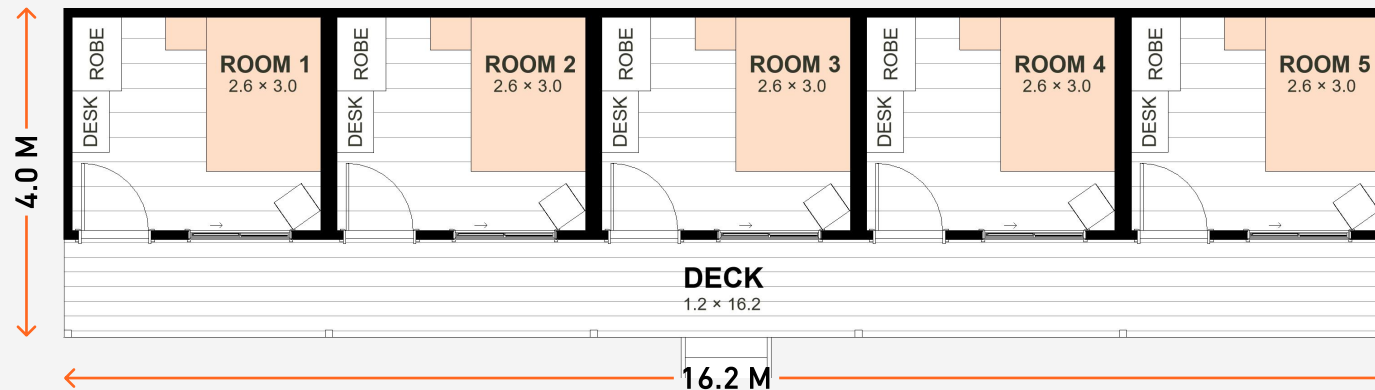 ROBE
DESK
ROOM 1
2.6 × 3.0
ROBE
DESK
ROOM 2
2.6 × 3.0
ROBE
DESK
ROOM 3
2.6 × 3.0
ROBE
DESK
ROOM 4
2.6 × 3.0
ROBE
DESK
ROOM 5
2.6 × 3.0
4.0 M
DECK
1.2 × 16.2
16.2 M